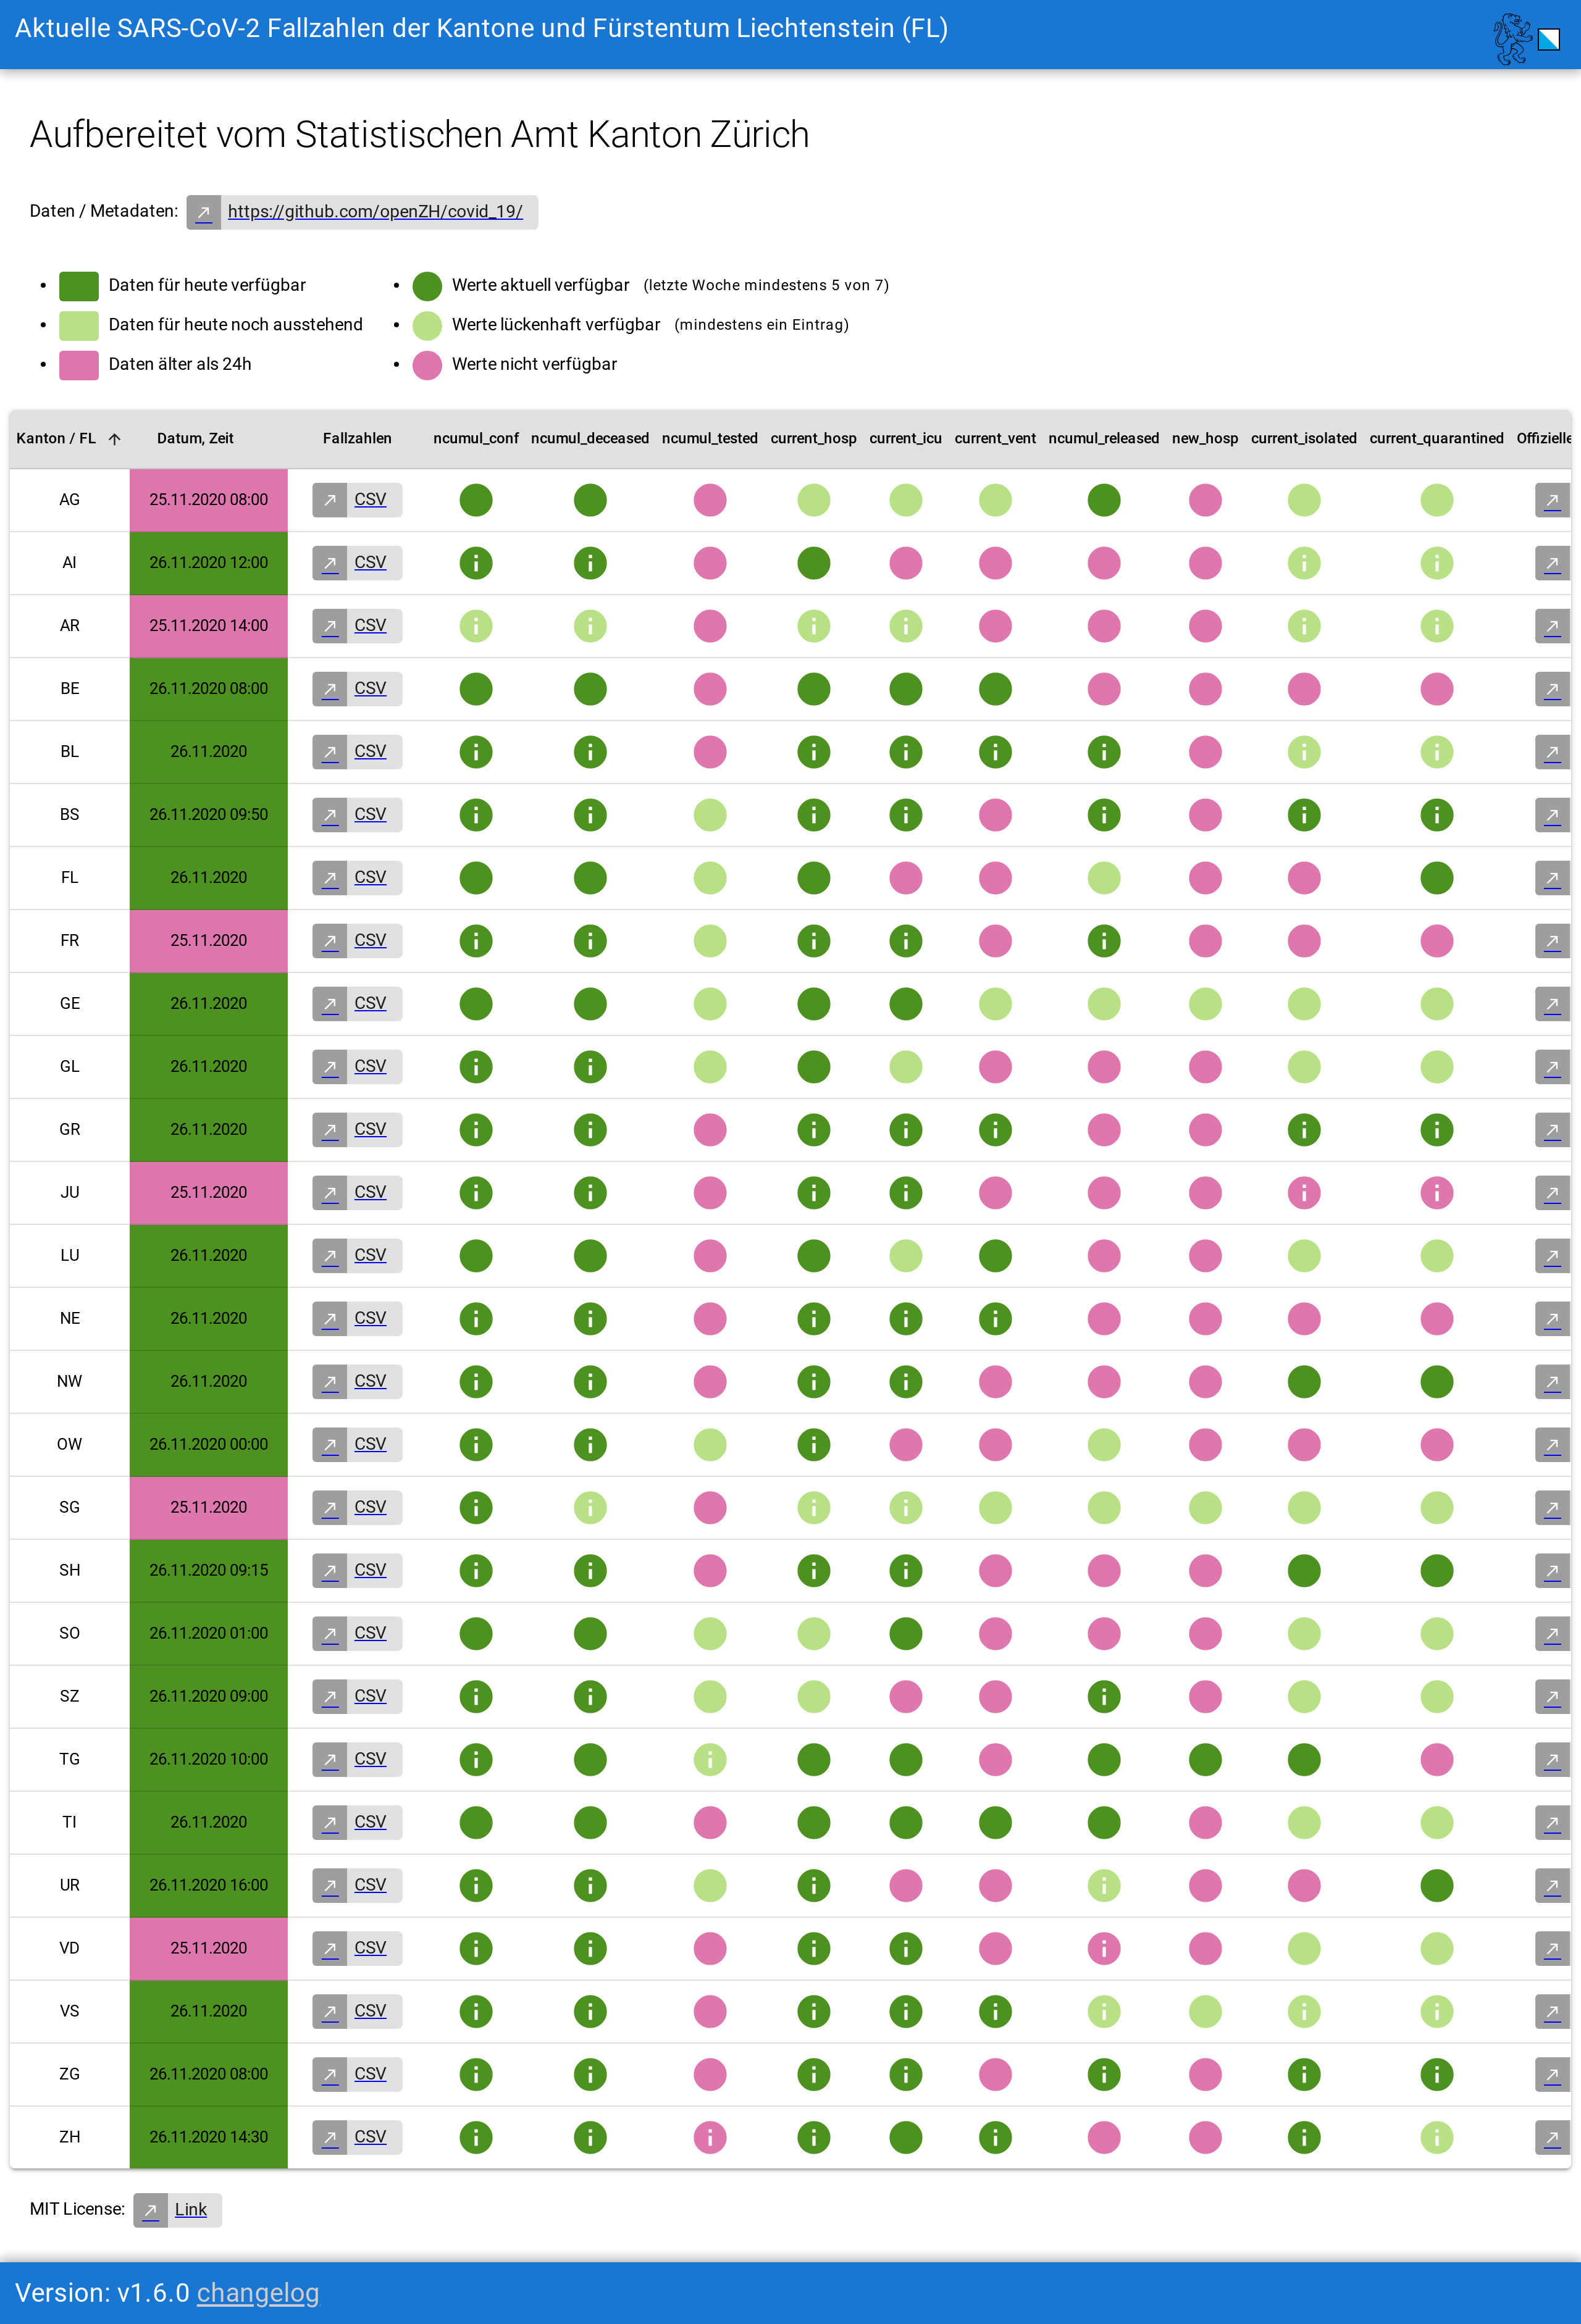 Aktuelle SARS-CoV-2 Fallzahlen der Kantone und Fürstentum Liechtenstein (FL)
Aufbereitet vom Statistischen Amt Kanton Zürich
Daten / Metadaten: https://github.com/openZH/covid_19/
Daten für heute verfügbar
Daten für heute noch ausstehend
Daten älter als 24h
Werte aktuell verfügbar (letzte Woche mindestens 5 von 7)
Werte lückenhaft verfügbar (mindestens ein Eintrag)
Werte nicht verfügbar
Kanton / FL Datum, Zeit Fallzahlen ncumul_conf ncumul_deceased ncumul_tested current_hosp current_icu current_vent ncumul_released new_hosp current_isolated current_quarantined Offizielle
AG 25.11.2020 08:00 CSV
AI 26.11.2020 12:00 CSV
AR 25.11.2020 14:00 CSV
BE 26.11.2020 08:00 CSV
BL 26.11.2020 CSV
BS 26.11.2020 09:50 CSV
FL 26.11.2020 CSV
FR 25.11.2020 CSV
GE 26.11.2020 CSV
GL 26.11.2020 CSV
GR 26.11.2020 CSV
JU 25.11.2020 CSV
LU 26.11.2020 CSV
NE 26.11.2020 CSV
NW 26.11.2020 CSV
OW 26.11.2020 00:00 CSV
SG 25.11.2020 CSV
SH 26.11.2020 09:15 CSV
SO 26.11.2020 01:00 CSV
SZ 26.11.2020 09:00 CSV
TG 26.11.2020 10:00 CSV
TI 26.11.2020 CSV
UR 26.11.2020 16:00 CSV
VD 25.11.2020 CSV
VS 26.11.2020 CSV
ZG 26.11.2020 08:00 CSV
ZH 26.11.2020 14:30 CSV
MIT License: Link
Version: v1.6.0 changelog